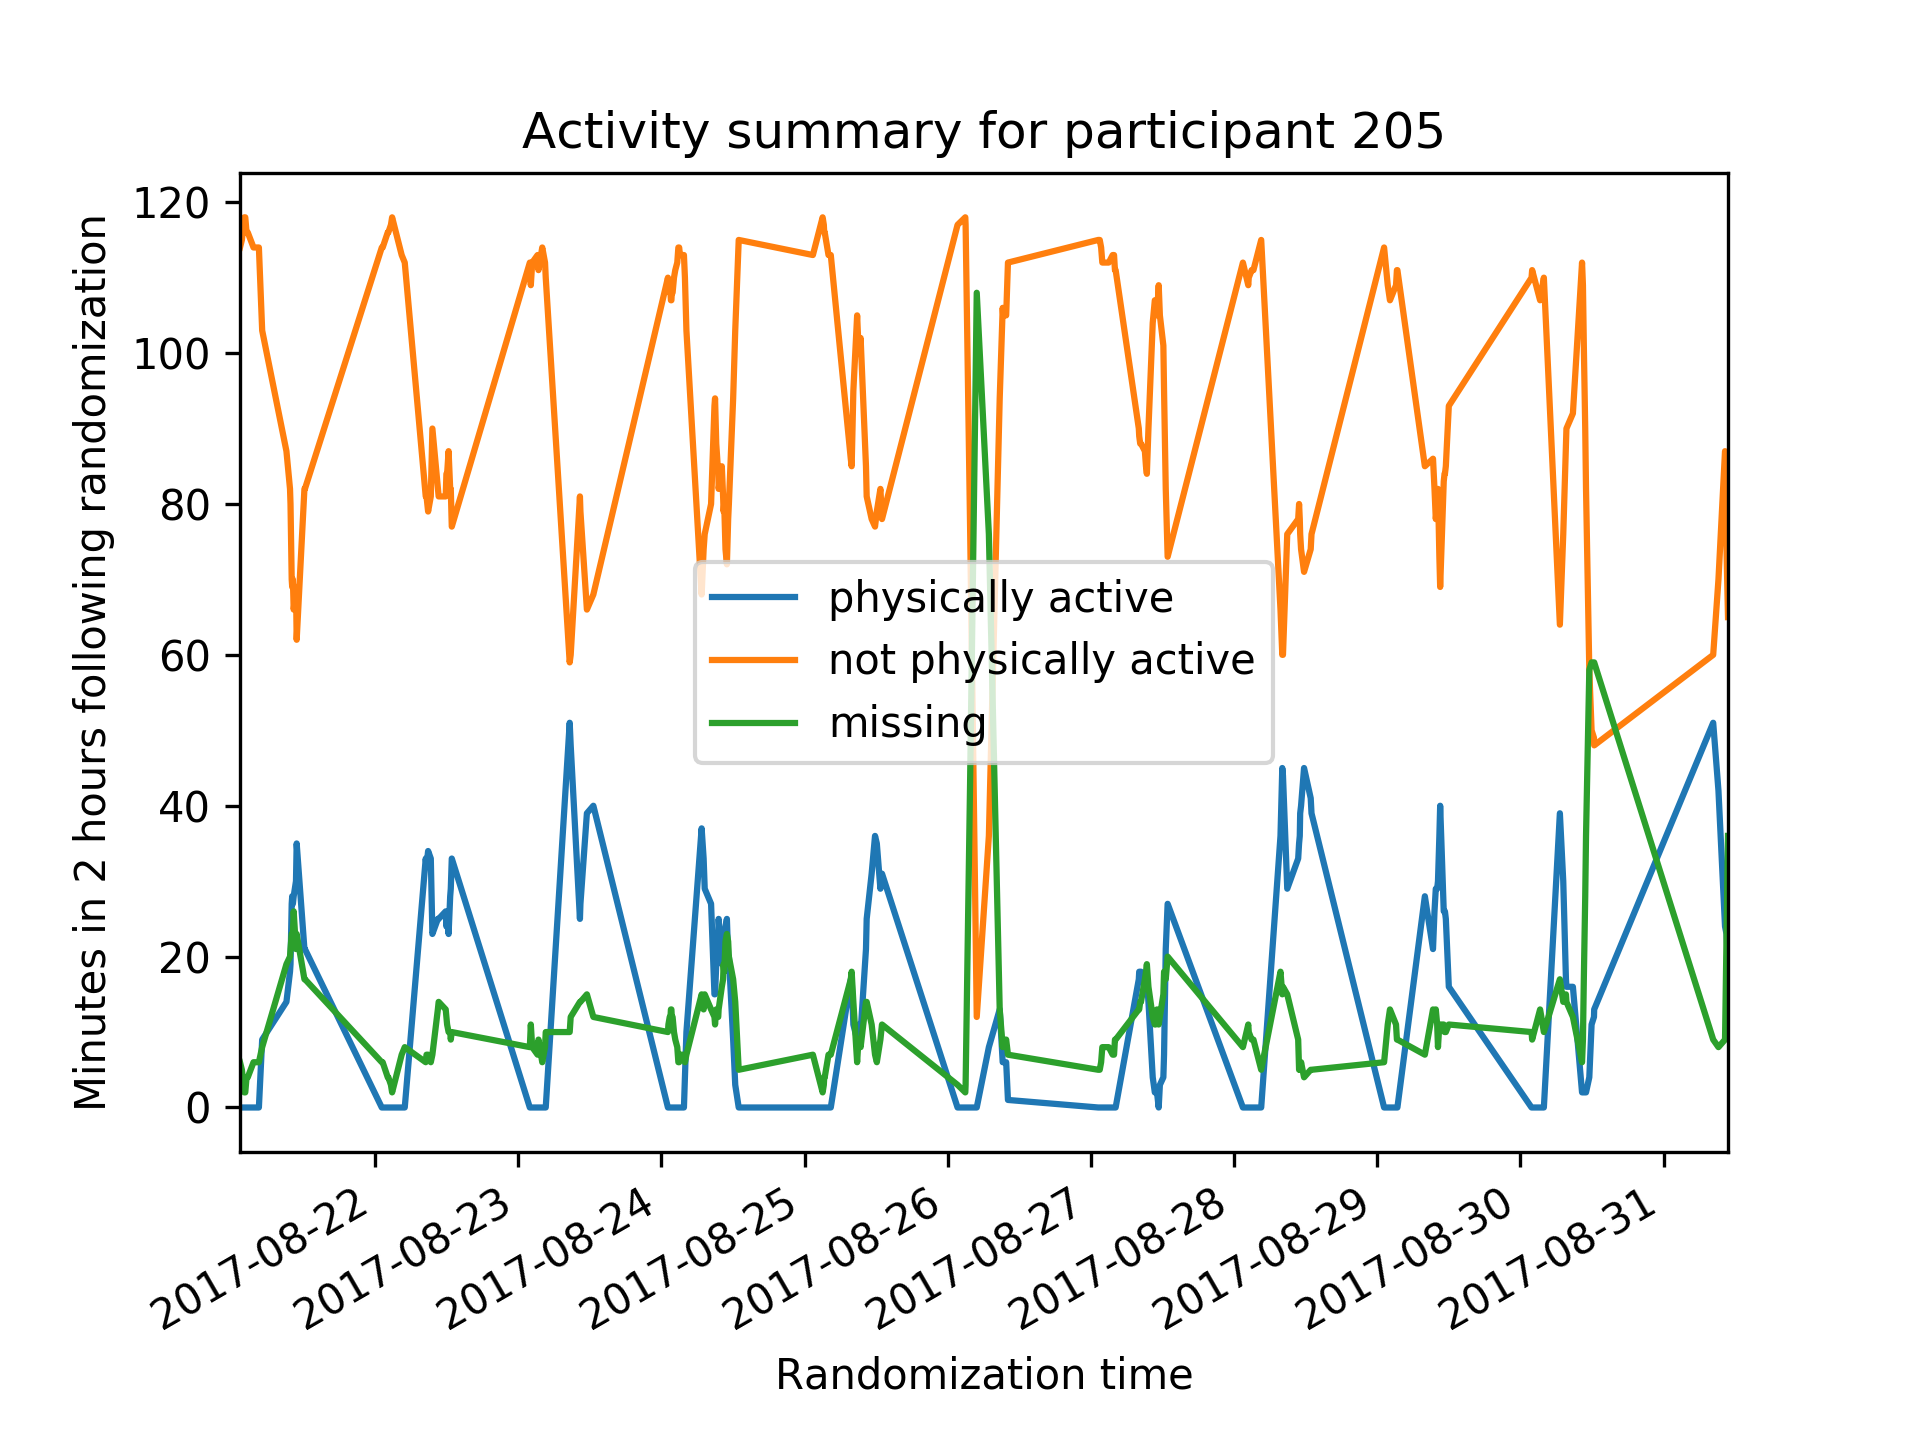 Activity summary for participant 205
Minutes in 2 hours following randomization
120
100
80
60
40
20
0
physically active
not physically active
missing
2017-08-22
2017-08-23
2017-08-24
2017-08-25
2017-08-26
2017-08-27
2017-08-28
2017-08-29
2017-08-30
2017-08-31
Randomization time